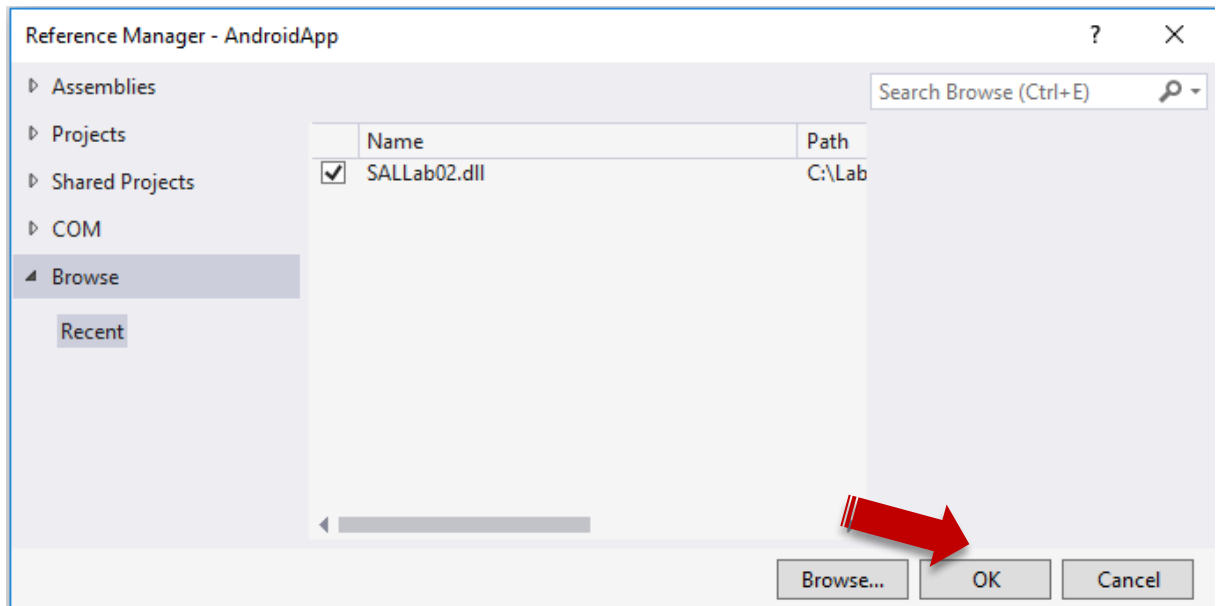 Reference Manager - AndroidApp ?
Assemblies
Search Browse (Ctrl+E)
Projects
Name Path
SALLab02.dll C:\Lab
Shared Projects
COM
Browse
Recent
Browse... OK Cancel